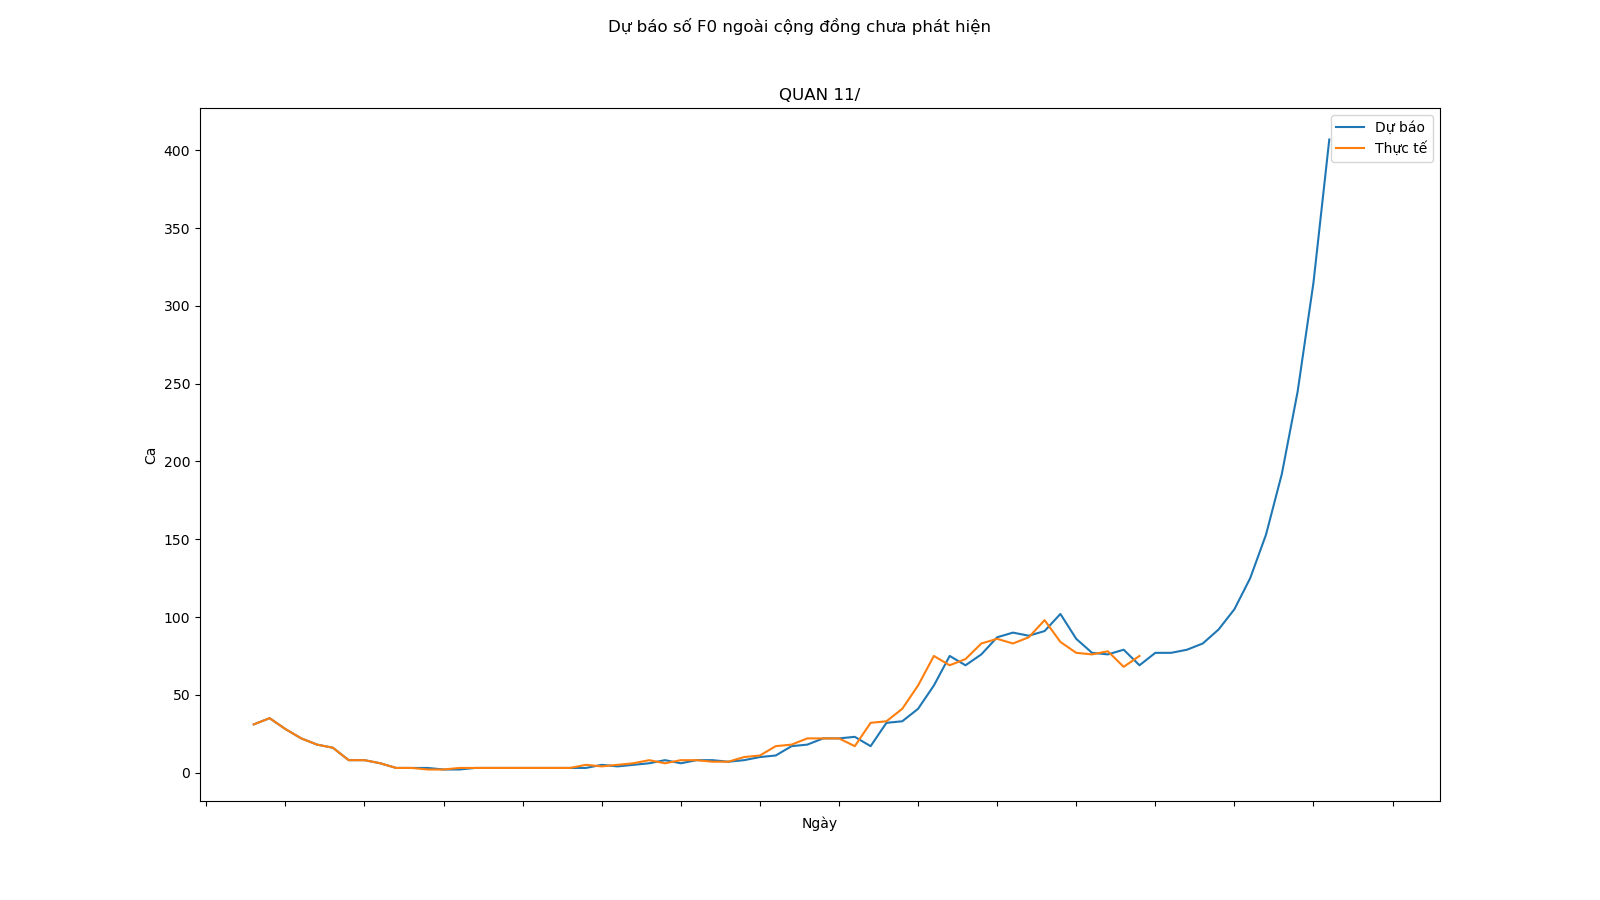 Dự báo số F0 ngoài cộng đồng chưa phát hiện
QUAN 11/
Dự báo
Thực tế
400
350
300
250
200
150
100
50
0
Ca
Ngày